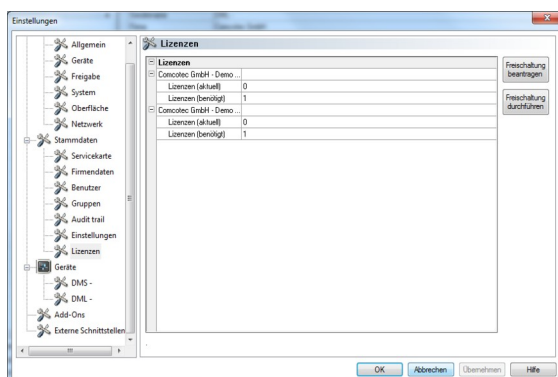 Einstellungen
Allgemein
Geräte
Freigabe
System
Oberfläche
Netzwerk
Stammdaten
Servicekarte
Firmendaten
Benutzer
Gruppen
Audit trail
Einstellungen
Lizenzen
Geräte
DMS -
DML -
Add-Ons
Externe Schnittstellen
Lizenzen
Lizenzen
Comcotec GmbH - Demo ...
Lizenzen (aktuell) 0
Lizenzen (benötigt) 1
Comcotec GmbH - Demo ...
Lizenzen (aktuell) 0
Lizenzen (benötigt) 1
Freischaltung
beantragen
Freischaltung
durchführen
OK Abbrechen Übernehmen Hilfe